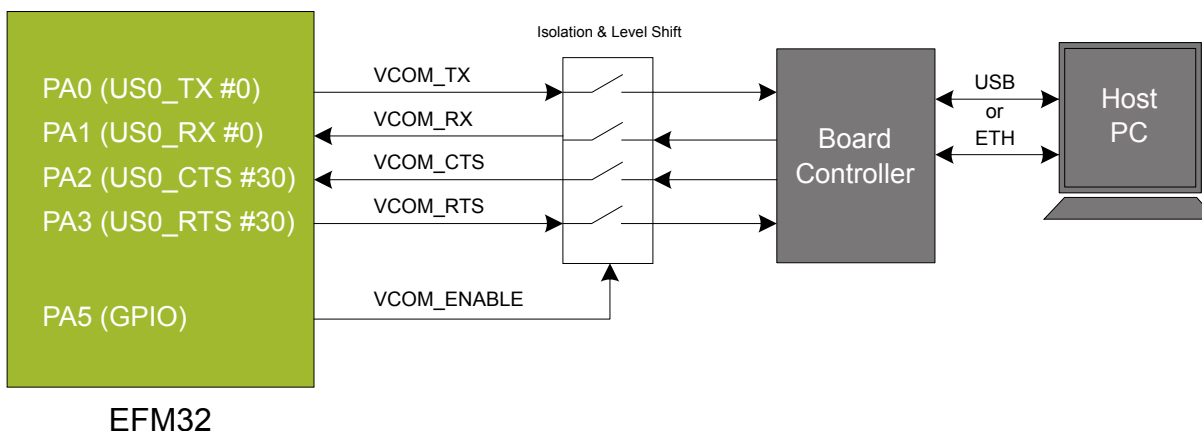 Isolation & Level Shift
PA0 (US0_TX #0)
VCOM_TX
PA1 (US0_RX #0)
VCOM_RX
PA2 (US0_CTS #30)
VCOM_CTS
PA3 (US0_RTS #30)
VCOM_RTS
PA5 (GPIO)
VCOM_ENABLE
Board
Controller
USB
or
ETH
Host
PC
EFM32